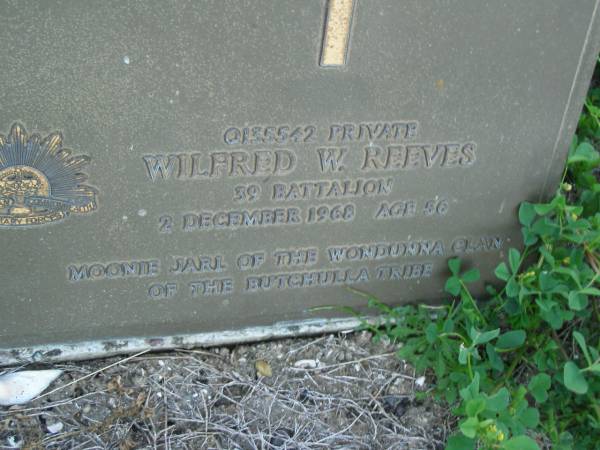 Q155542 PRIVATE
WILFRED W. REEVES
39 BATTALION
2 DECEMBER 1968 AGE 56
MOONIE JARL OF THE WONDUNNA CLAN
OF THE BUTCHULLA TRIBE